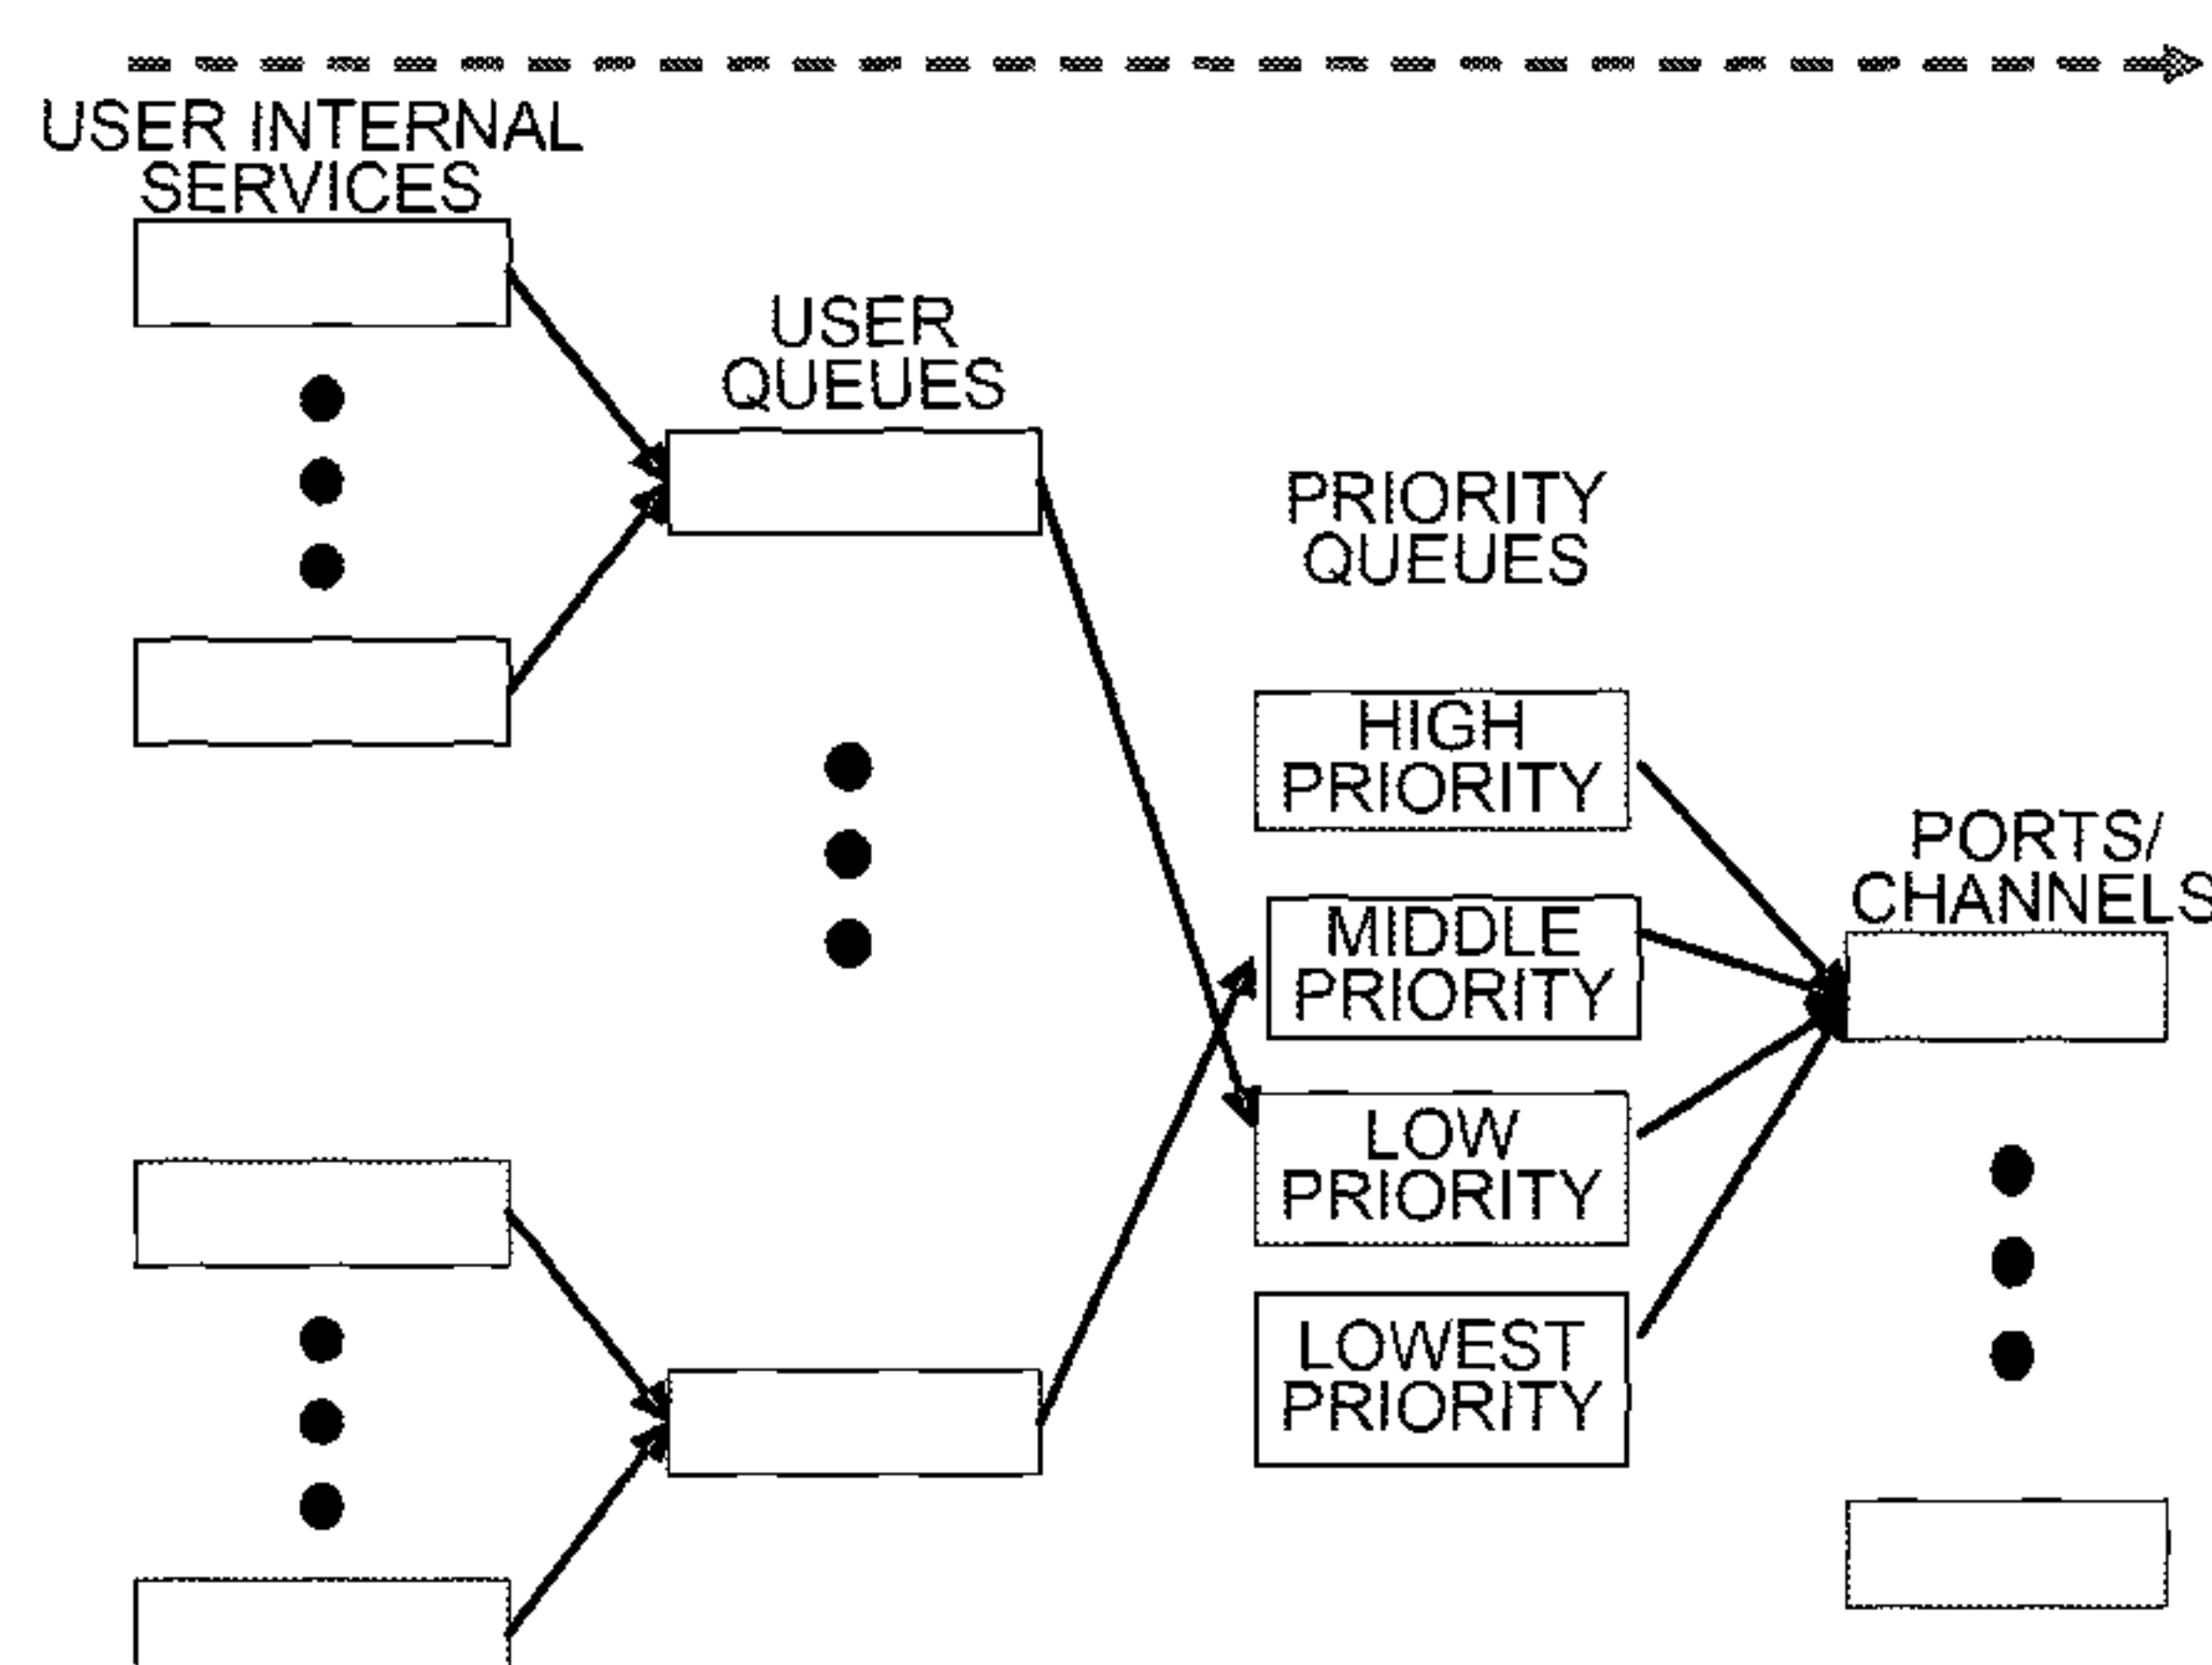 USER INTERNAL
SERVICES
USER
QUEUES
PRIORITY
QUEUES
HIGH
PRIORITY
MIDDLE
PRIORITY
LOW
PRIORITY
LOWEST
PRIORITY
PORTS/
CHANNELS